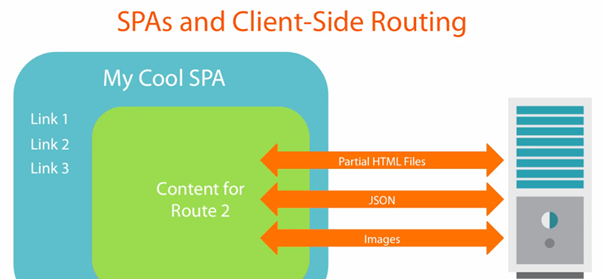 SPAs and Client-Side Routing
My Cool SPA
Link 1
Link 2
Link 3
Content for
Route 2
Partial HTML Files
JSON
Images